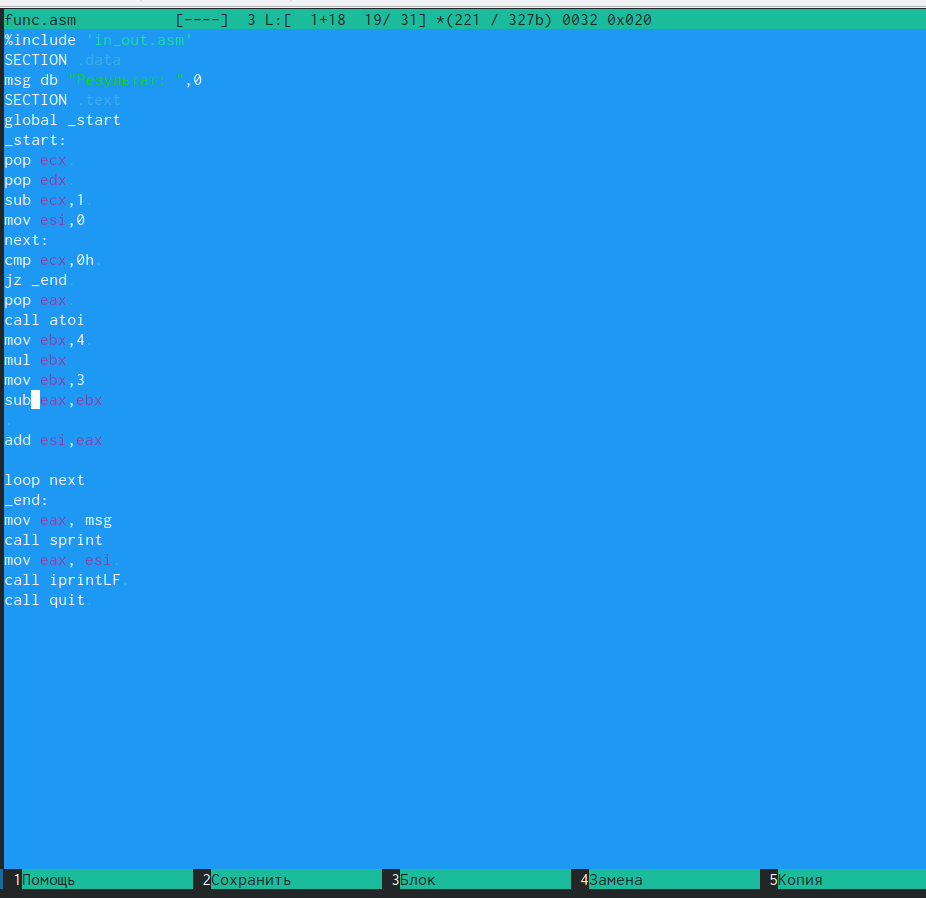 func.asm [----] 3 L:[ 1+18 19/ 31] *(221 / 327b) 0032 0x020
%include 'in_out.asm'
SECTION .data
msg db "Результат: ",0
SECTION .text
global _start
_start:
pop ecx.
pop edx.
sub ecx,1.
mov esi,0
next:
cmp ecx,0h.
jz _end.
pop eax.
call atoi
mov ebx,4.
mul ebx
mov ebx,3
sub eax,ebx
.
add esi,eax
loop next
_end:
mov eax, msg
call sprint
mov eax, esi.
call iprintLF.
call quit.
1Помощь 2Сохранить 3Блок 4Замена 5Копия